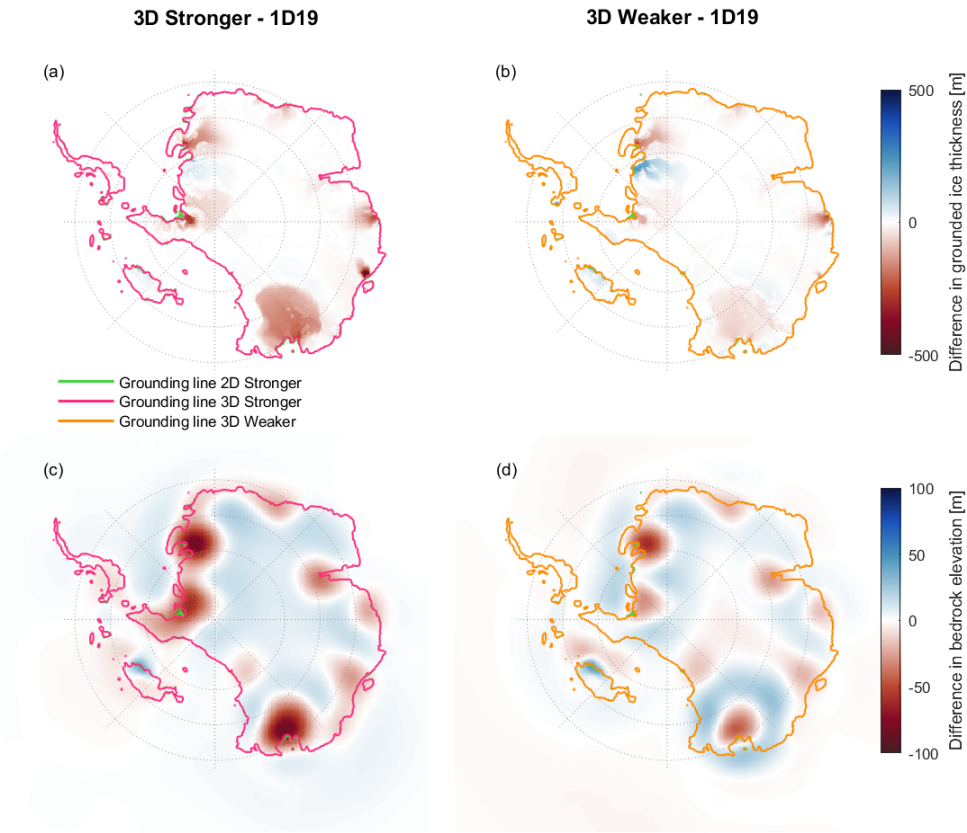 3D Stronger - 1D19
3D Weaker - 1D19
(a)
(b)
500
0
-500
Difference in grounded ice thickness [m]
Grounding line 2D Stronger
Grounding line 3D Stronger
Grounding line 3D Weaker
(c)
(d)
100
50
0
-50
-100
Difference in bedrock elevation [m]